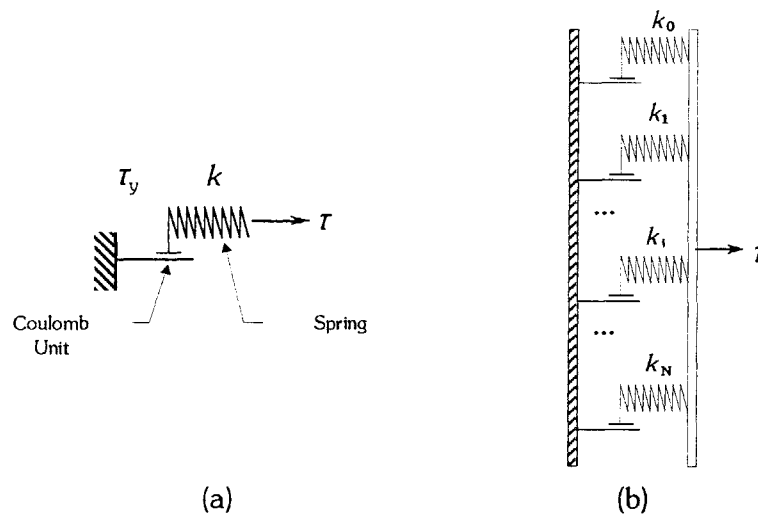 τy k
τ
Coulomb
Unit
Spring
(a)
k0
k1
...
ki
τ
...
kN
(b)